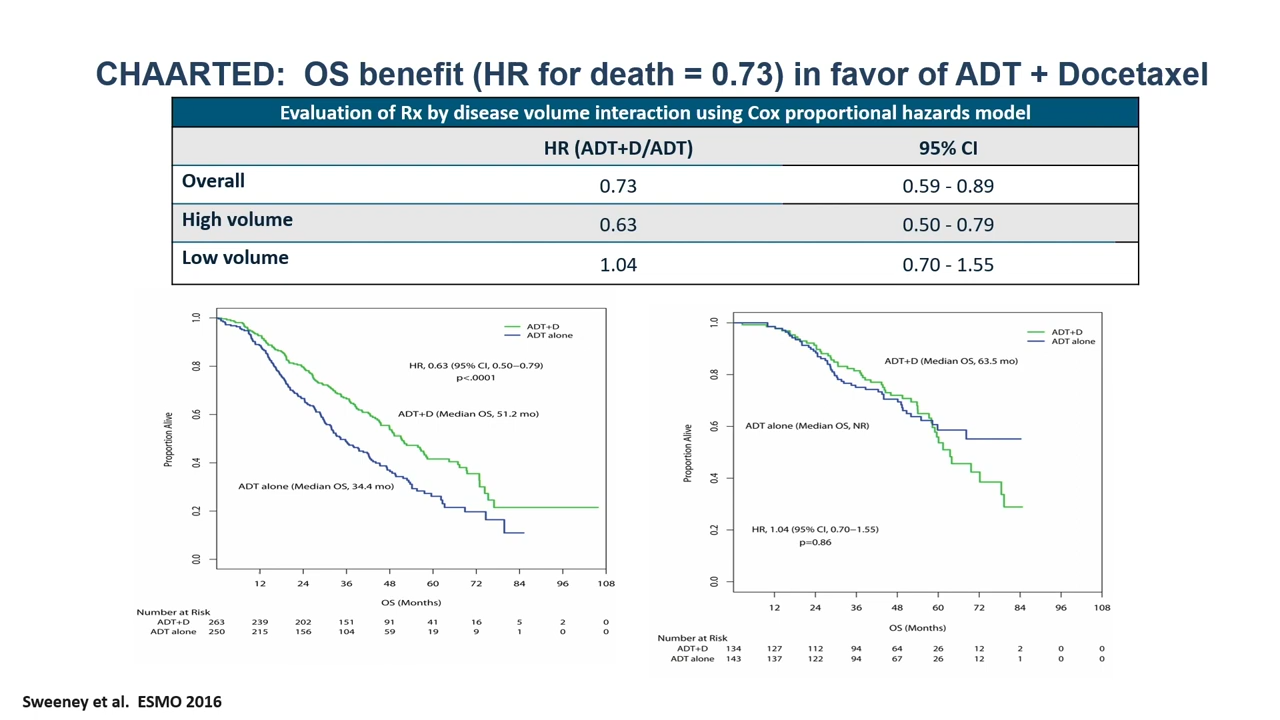 CHAARTED: OS benefit (HR for death = 0.73) in favor of ADT + Docetaxel
Evaluation of Rx by disease volume interaction using Cox proportional hazards model
HR (ADT+D/ADT) 95% CI
Overall 0.73 0.59 - 0.89
High volume 0.63 0.50 - 0.79
Low volume 1.04 0.70 - 1.55
Proportion Alive
1.0
0.8
0.6
0.4
0.2
0.0
ADT+D
ADT alone
HR, 0.63 (95% CI, 0.50–0.79)
p<.0001
ADT+D (Median OS, 51.2 mo)
ADT alone (Median OS, 34.4 mo)
12 24 36 48 60 72 84 96 108
OS (Months)
Number at Risk
ADT+D 263 239 202 151 91 41 16 5 2 0
ADT alone 250 215 156 104 59 19 9 1 0 0
Proportion Alive
1.0
0.8
0.6
0.4
0.2
0.0
ADT+D
ADT alone
ADT+D (Median OS, 63.5 mo)
ADT alone (Median OS, NR)
HR, 1.04 (95% CI, 0.70–1.55)
p=0.86
12 24 36 48 60 72 84 96 108
OS (Months)
Number at Risk
ADT+D 134 127 112 94 64 26 12 2 0 0
ADT alone 143 137 122 94 67 26 12 1 0 0
Sweeney et al. ESMO 2016